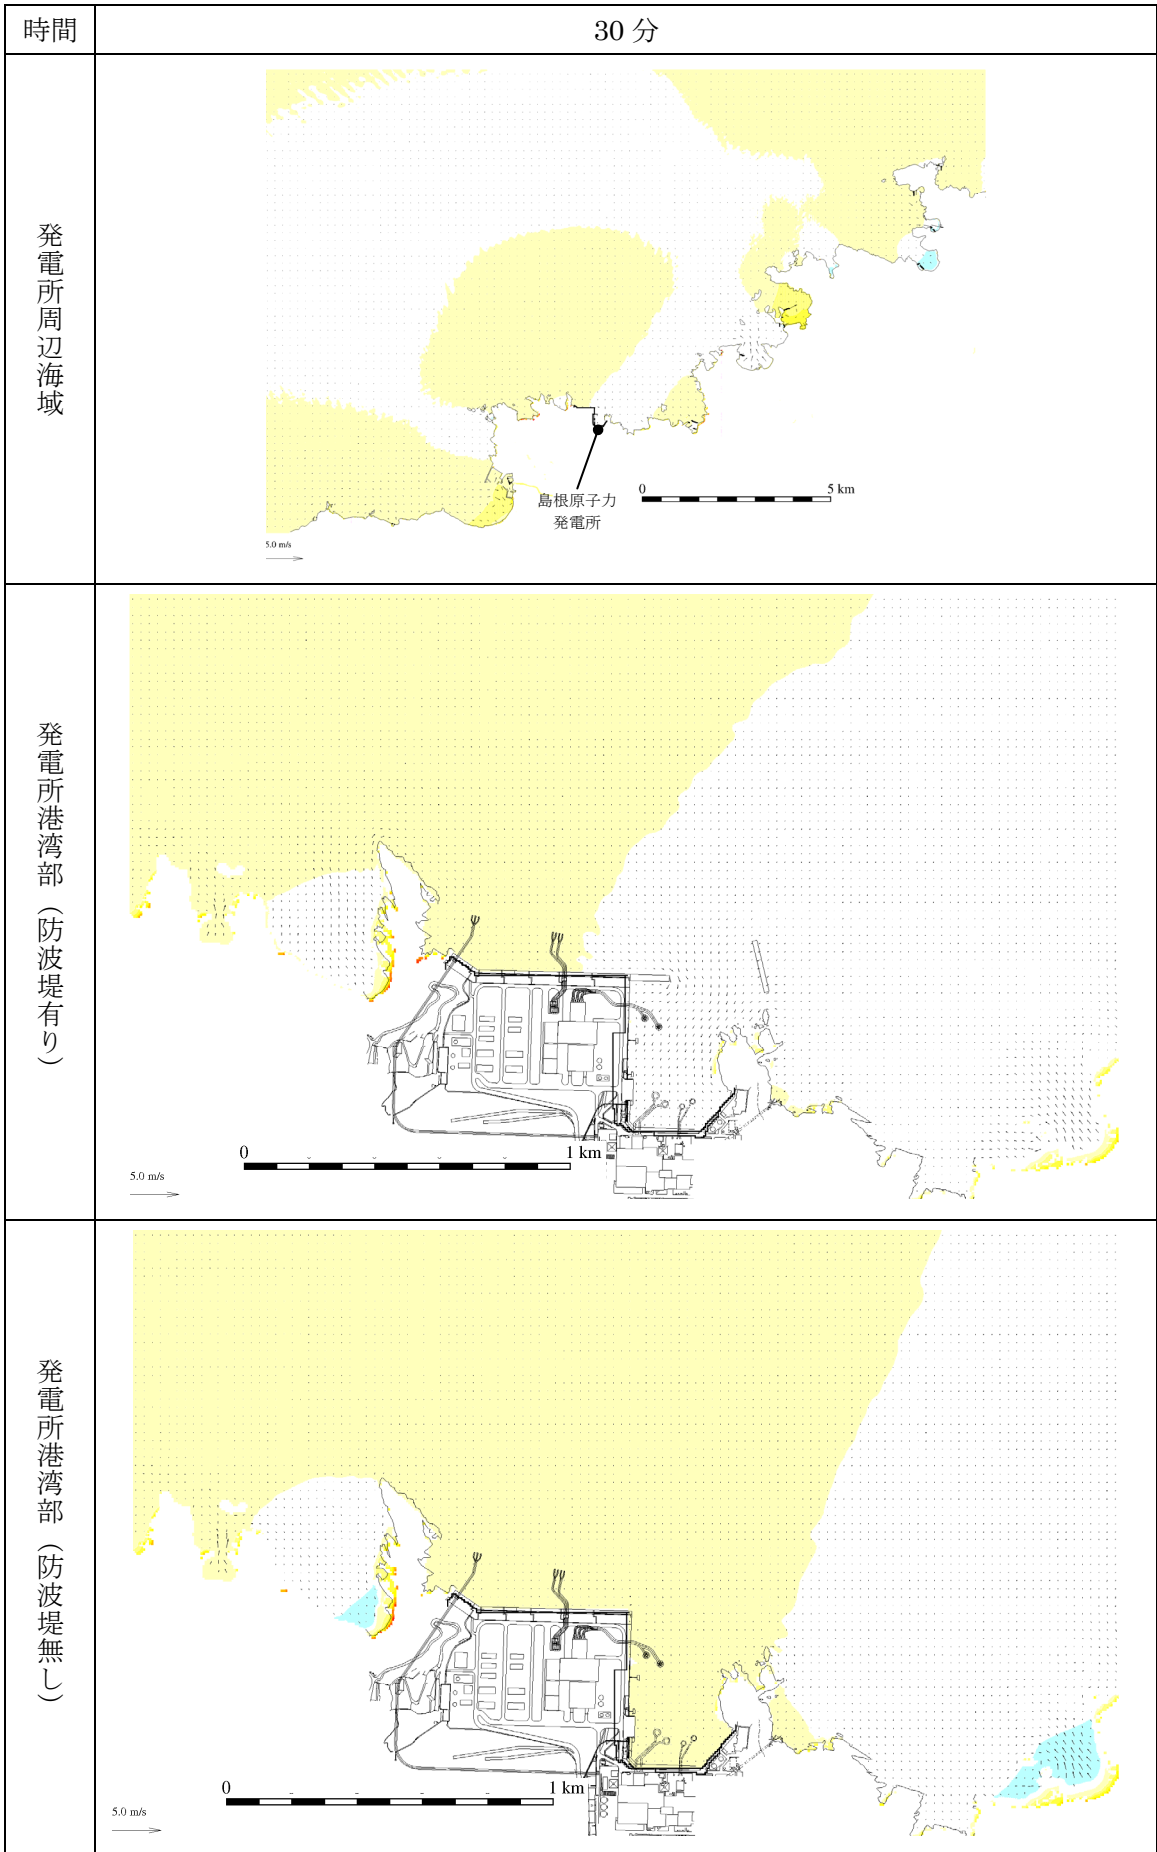 時間
30 分
発電所周辺海域
島根原子力
発電所
0
5 km
5.0 m/s
発電所港湾部（防波堤有り）
0
1 km
5.0 m/s
発電所港湾部（防波堤無し）
0
1 km
5.0 m/s